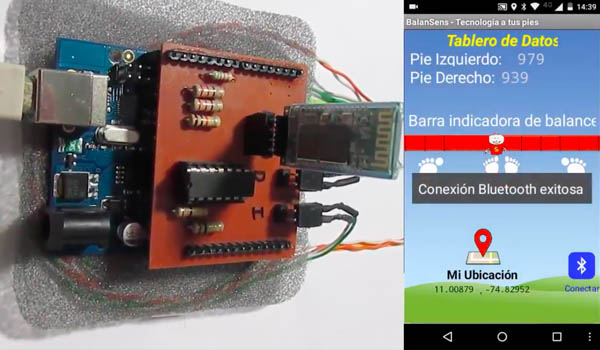 14:39
BalanSens - Tecnología a tus pies
Tablero de Datos
Pie Izquierdo: 979
Pie Derecho: 939
Barra indicadora de balance
Conexión Bluetooth exitosa
Mi Ubicación
11.00879 , -74.82952
Conectar
D
I